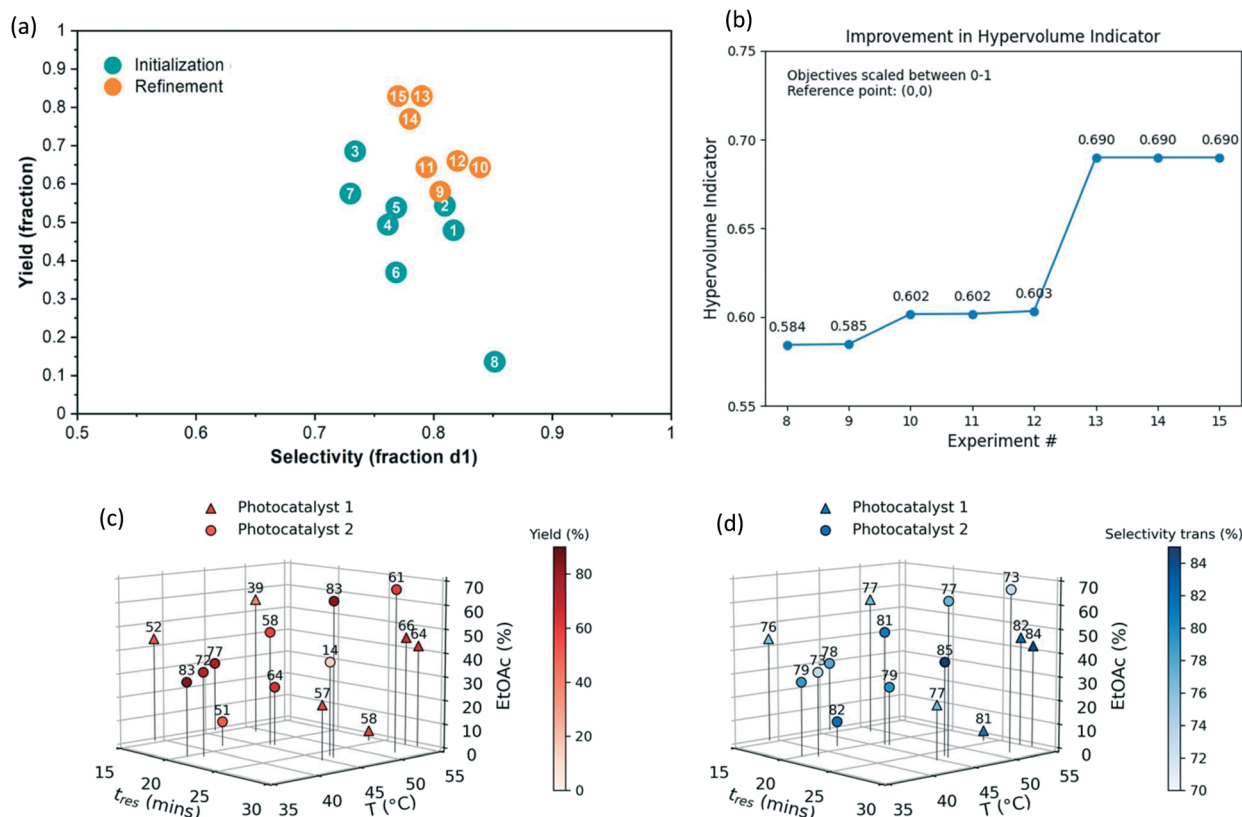 (a)
1
0.9
0.8
0.7
0.6
0.5
0.4
0.3
0.2
0.1
0
Yield (fraction)
Initialization
Refinement
15 13
14
3
12
11 10
7
9
5 2
4 1
6
8
0.5 0.6 0.7 0.8 0.9 1
Selectivity (fraction d1)
(b)
Improvement in Hypervolume Indicator
Objectives scaled between 0-1
Reference point: (0,0)
0.75
0.70
0.65
0.60
0.55
Hypervolume Indicator
0.584 0.585 0.602 0.602 0.603 0.690 0.690 0.690
8 9 10 11 12 13 14 15
Experiment #
(c)
Photocatalyst 1
Photocatalyst 2
Yield (%)
80
60
40
20
0
39 83 61
52 58 66 64
83 72 77 14
51 64 57
58
70
60
50
40
30
20
10
0
EtOAc (%)
15 20 25 30
tres (mins)
35 40 45 50 55
T (°C)
(d)
Photocatalyst 1
Photocatalyst 2
Selectivity trans (%)
84
82
80
78
76
74
72
70
77 77 73
76 81 82 84
79 73 78 85
82 79 77
81
70
60
50
40
30
20
10
0
EtOAc (%)
15 20 25 30
tres (mins)
35 40 45 50 55
T (°C)